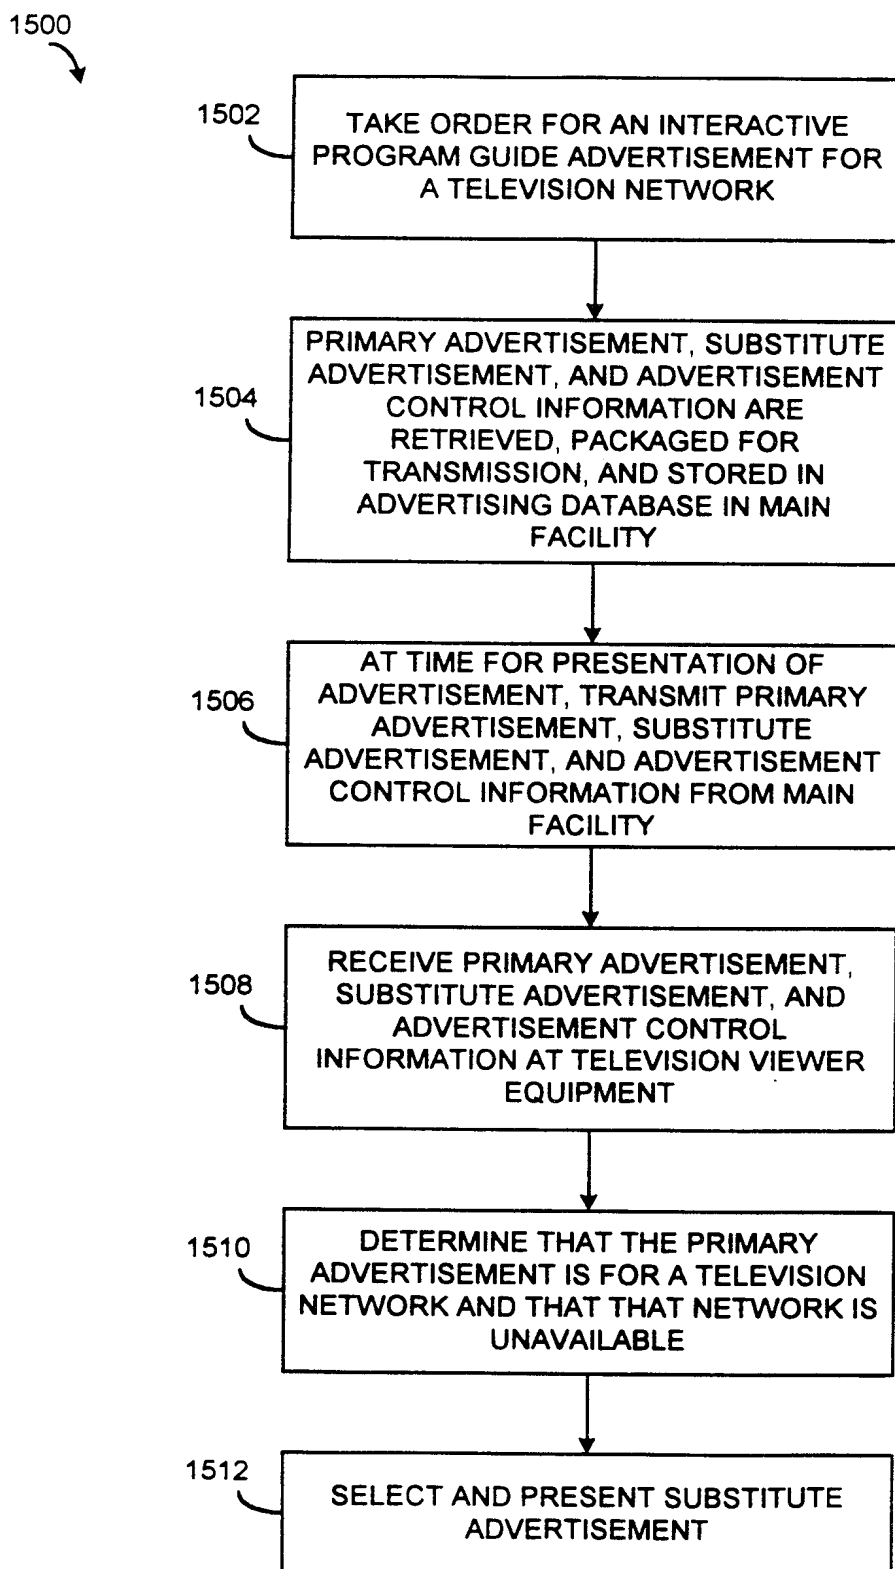 1500
1502
TAKE ORDER FOR AN INTERACTIVE
PROGRAM GUIDE ADVERTISEMENT FOR
A TELEVISION NETWORK
1504
PRIMARY ADVERTISEMENT, SUBSTITUTE
ADVERTISEMENT, AND ADVERTISEMENT
CONTROL INFORMATION ARE
RETRIEVED, PACKAGED FOR
TRANSMISSION, AND STORED IN
ADVERTISING DATABASE IN MAIN
FACILITY
1506
AT TIME FOR PRESENTATION OF
ADVERTISEMENT, TRANSMIT PRIMARY
ADVERTISEMENT, SUBSTITUTE
ADVERTISEMENT, AND ADVERTISEMENT
CONTROL INFORMATION FROM MAIN
FACILITY
1508
RECEIVE PRIMARY ADVERTISEMENT,
SUBSTITUTE ADVERTISEMENT, AND
ADVERTISEMENT CONTROL
INFORMATION AT TELEVISION VIEWER
EQUIPMENT
1510
DETERMINE THAT THE PRIMARY
ADVERTISEMENT IS FOR A TELEVISION
NETWORK AND THAT THAT NETWORK IS
UNAVAILABLE
1512
SELECT AND PRESENT SUBSTITUTE
ADVERTISEMENT